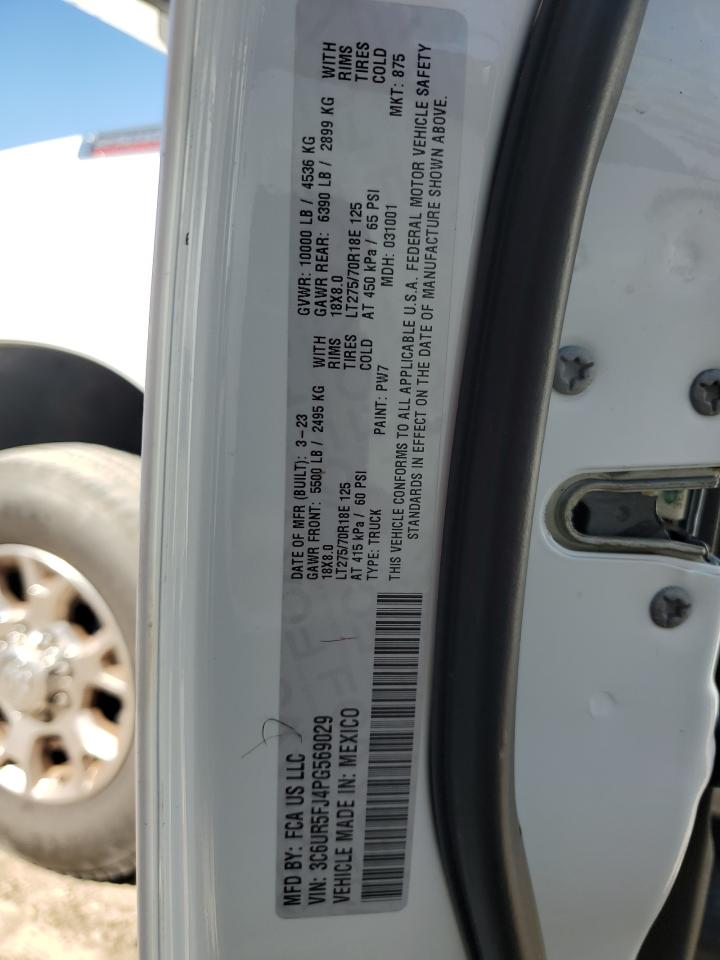 MFD BY: FCA US LLC
DATE OF MFR (BUILT): 3-23
GVWR: 10000 LB / 4536 KG
GAWR FRONT: 5500 LB / 2495 KG WITH
GAWR REAR: 6390 LB / 2899 KG WITH
18X8.0 RIMS
18X8.0 RIMS
LT275/70R18E 125 TIRES
LT275/70R18E 125 TIRES
AT 415 kPa / 60 PSI COLD
AT 450 kPa / 65 PSI COLD
VIN: 3C6UR5FJ4PG569029
TYPE: TRUCK
PAINT: PW7
MDH: 031001
MKT: 875
VEHICLE MADE IN: MEXICO
THIS VEHICLE CONFORMS TO ALL APPLICABLE U.S.A. FEDERAL MOTOR VEHICLE SAFETY
STANDARDS IN EFFECT ON THE DATE OF MANUFACTURE SHOWN ABOVE.